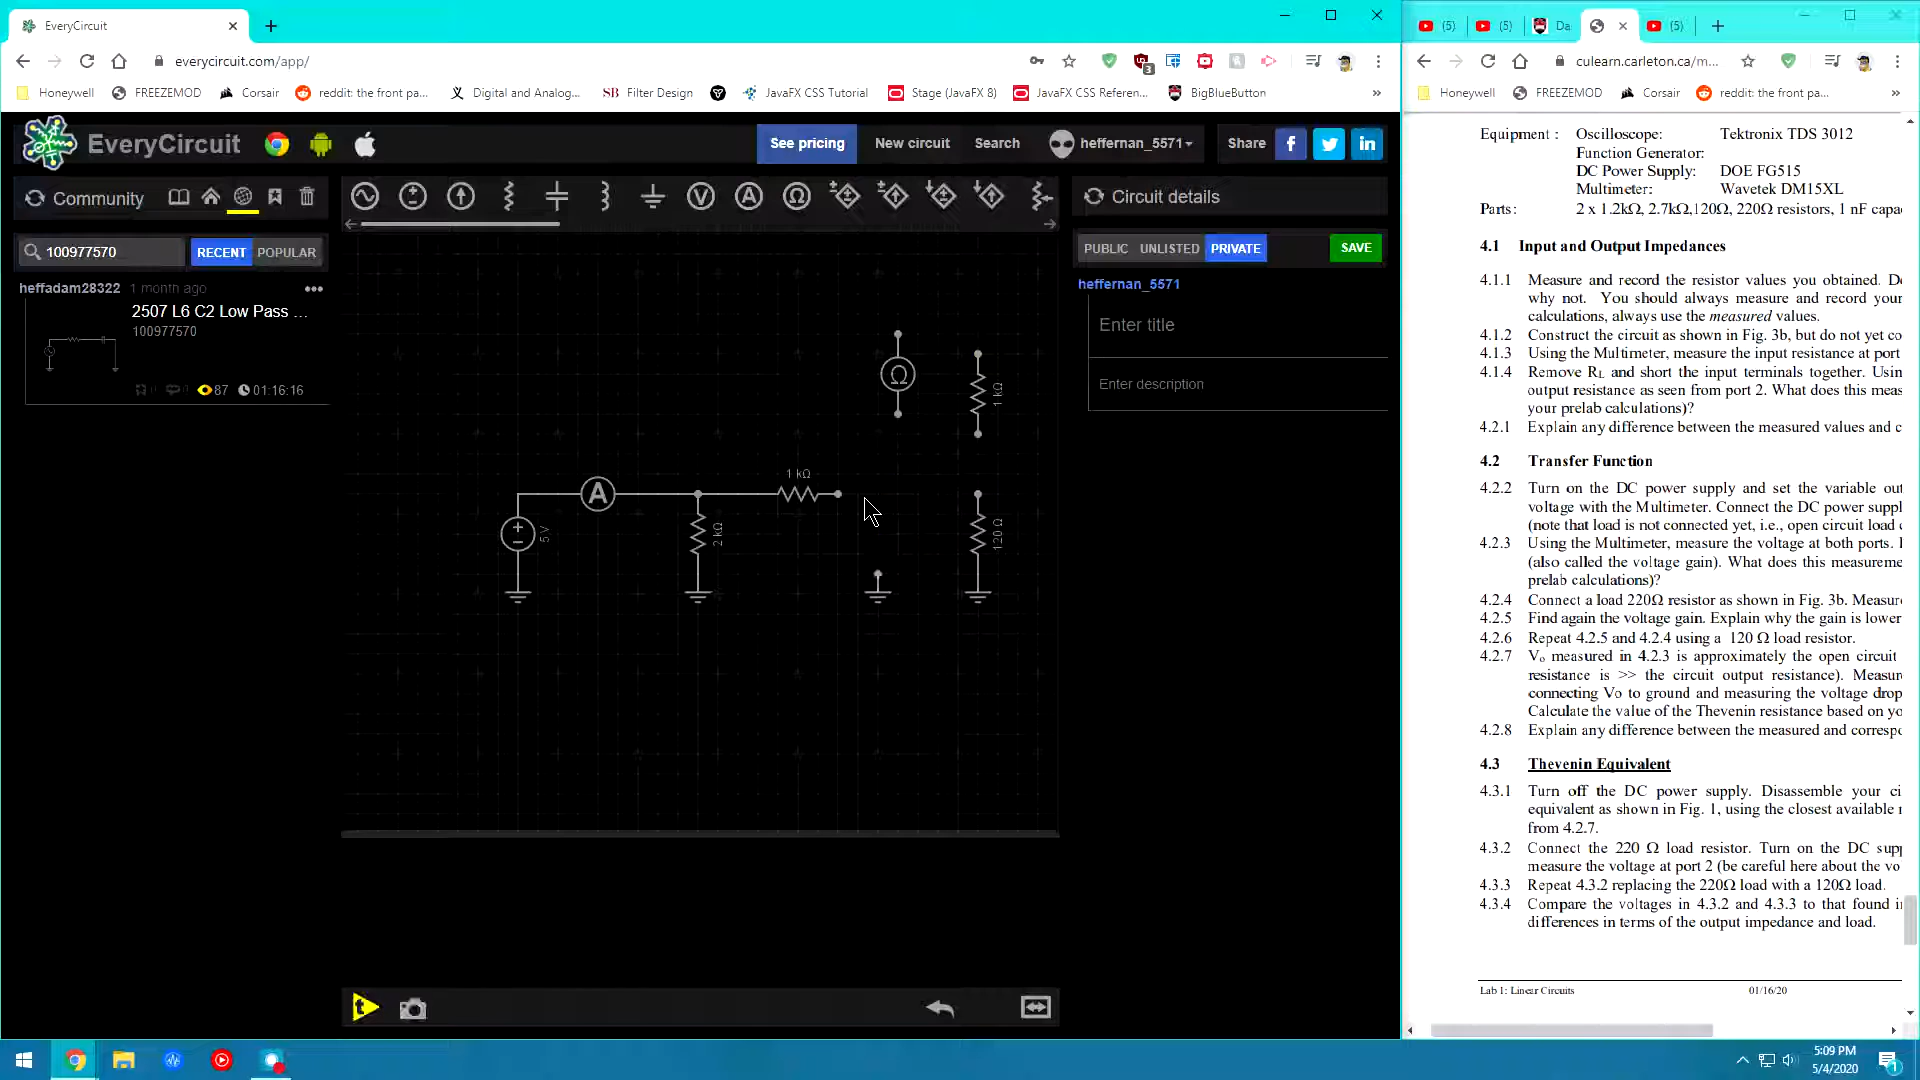 EveryCircuit
(5)
(5)
Da
(5)
everycircuit.com/app/
3
culearn.carleton.ca/m...
Honeywell
FREEZEMOD
Corsair
reddit: the front pa...
Digital and Analog...
SB Filter Design
JavaFX CSS Tutorial
Stage (JavaFX 8)
JavaFX CSS Referen...
BigBlueButton
»
Honeywell
FREEZEMOD
Corsair
reddit: the front pa...
»
EveryCircuit
See pricing
New circuit
Search
heffernan_5571
Share
Community
V
A
Ω
Circuit details
100977570
RECENT
POPULAR
PUBLIC
UNLISTED
PRIVATE
SAVE
heffadam28322 1 month ago
2507 L6 C2 Low Pass ...
100977570
87
01:16:16
heffernan_5571
Enter title
Enter description
Ω
1 kΩ
1 kΩ
A
5 V
2 kΩ
120 Ω
t
Equipment : Oscilloscope: Tektronix TDS 3012
Function Generator:
DC Power Supply: DOE FG515
Multimeter: Wavetek DM15XL
Parts: 2 x 1.2kΩ, 2.7kΩ,120Ω, 220Ω resistors, 1 nF capa
4.1 Input and Output Impedances
4.1.1 Measure and record the resistor values you obtained. Do
why not. You should always measure and record your
calculations, always use the measured values.
4.1.2 Construct the circuit as shown in Fig. 3b, but do not yet co
4.1.3 Using the Multimeter, measure the input resistance at port
4.1.4 Remove RL and short the input terminals together. Usin
output resistance as seen from port 2. What does this meas
your prelab calculations)?
4.2.1 Explain any difference between the measured values and c
4.2 Transfer Function
4.2.2 Turn on the DC power supply and set the variable out
voltage with the Multimeter. Connect the DC power suppl
(note that load is not connected yet, i.e., open circuit load c
4.2.3 Using the Multimeter, measure the voltage at both ports. I
(also called the voltage gain). What does this measureme
prelab calculations)?
4.2.4 Connect a load 220Ω resistor as shown in Fig. 3b. Measur
4.2.5 Find again the voltage gain. Explain why the gain is lower
4.2.6 Repeat 4.2.5 and 4.2.4 using a 120 Ω load resistor.
4.2.7 Vo measured in 4.2.3 is approximately the open circuit
resistance is >> the circuit output resistance). Measur
connecting Vo to ground and measuring the voltage drop
Calculate the value of the Thevenin resistance based on yo
4.2.8 Explain any difference between the measured and corresp
4.3 Thevenin Equivalent
4.3.1 Turn off the DC power supply. Disassemble your ci
equivalent as shown in Fig. 1, using the closest available
from 4.2.7.
4.3.2 Connect the 220 Ω load resistor. Turn on the DC supp
measure the voltage at port 2 (be careful here about the vo
4.3.3 Repeat 4.3.2 replacing the 220Ω load with a 120Ω load.
4.3.4 Compare the voltages in 4.3.2 and 4.3.3 to that found i
differences in terms of the output impedance and load.
Lab 1: Linear Circuits 01/16/20
5:09 PM
5/4/2020
1